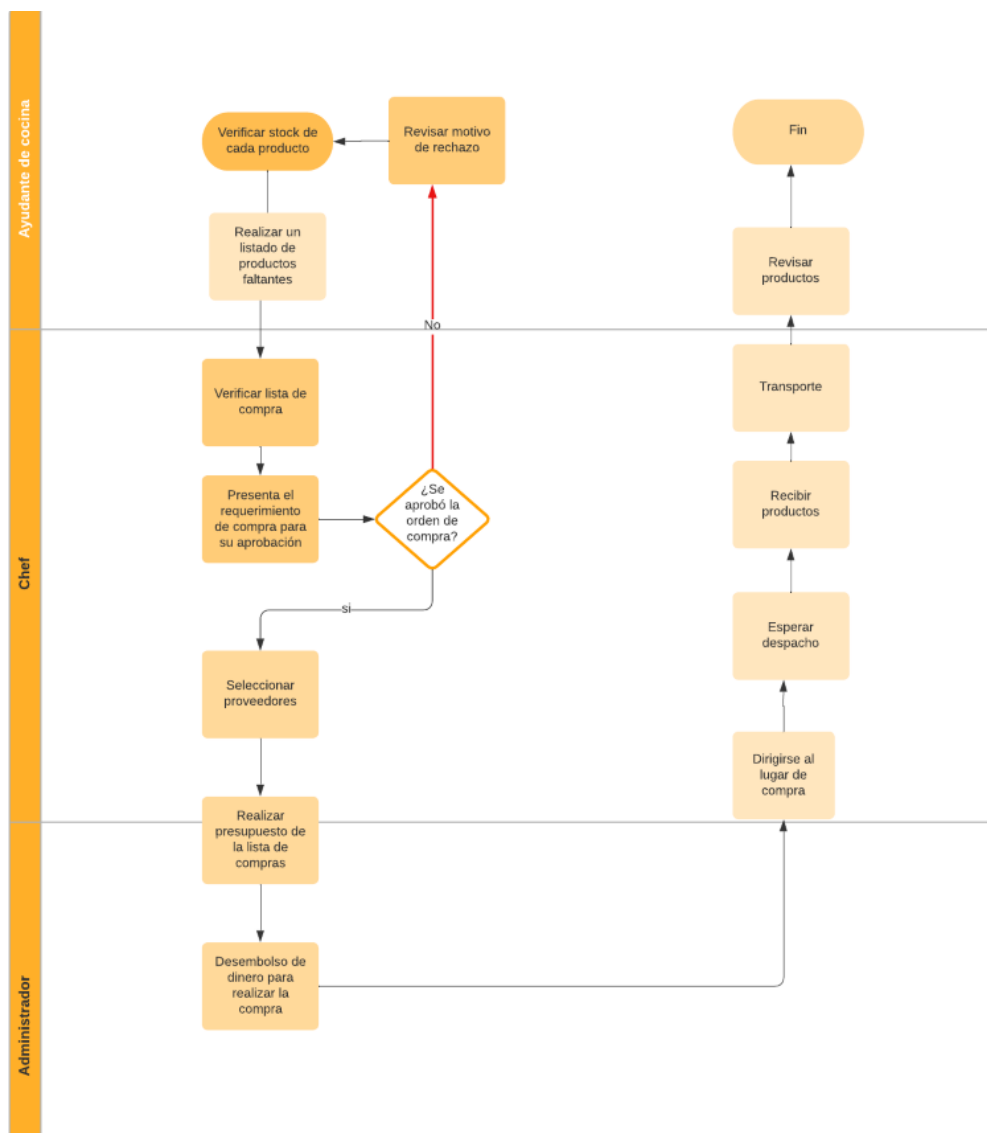 Ayudante de cocina
Verificar stock de
cada producto
Revisar motivo
de rechazo
Realizar un
listado de
productos
faltantes
No
Chef
Verificar lista de
compra
Presenta el
requerimiento
de compra para
su aprobación
¿Se
aprobó la
orden de
compra?
si
Seleccionar
proveedores
Realizar
presupuesto de
la lista de
compras
Administrador
Desembolso de
dinero para
realizar la
compra
Dirigirse al
lugar de
compra
Esperar
despacho
Recibir
productos
Transporte
Revisar
productos
Fin